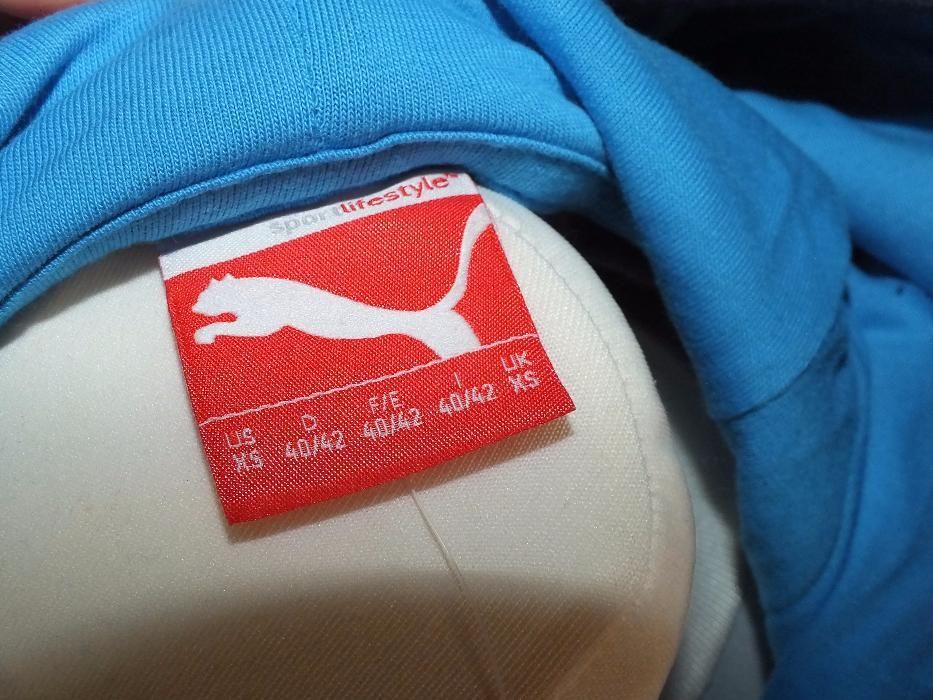 sportlifestyle®
US D F/E I UK
XS 40/42 40/42 40/42 XS